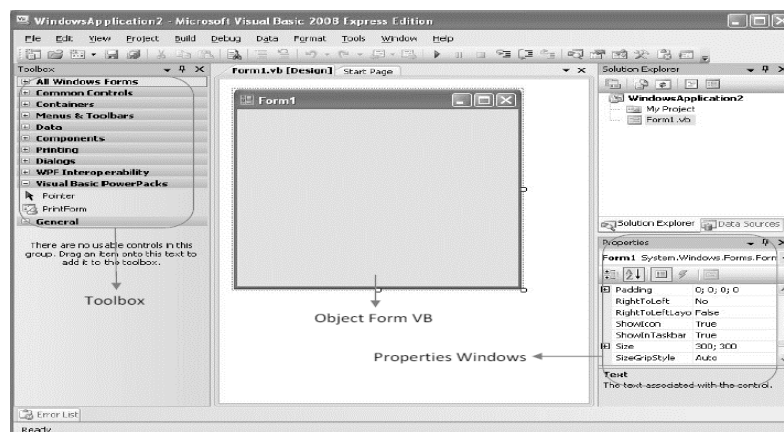 WindowsApplication2 - Microsoft Visual Basic 2008 Express Edition
File Edit View Project Build Debug Data Format Tools Window Help
Toolbox
All Windows Forms
Common Controls
Containers
Menus & Toolbars
Data
Components
Printing
Dialogs
WPF Interoperability
Visual Basic PowerPacks
Pointer
PrintForm
General
There are no usable controls in this
group. Drag an item onto this text to
add it to the toolbox.
Toolbox
Form1.vb [Design] Start Page
Form1
Object Form VB
Properties Windows
Solution Explorer
WindowsApplication2
My Project
Form1.vb
Solution Explorer Data Sources
Properties
Form1 System.Windows.Forms.Form
Padding 0; 0; 0; 0
RightToLeft No
RightToLeftLayo False
ShowIcon True
ShowInTaskbar True
Size 300; 300
SizeGripStyle Auto
Text
The text associated with the control.
Error List
Ready